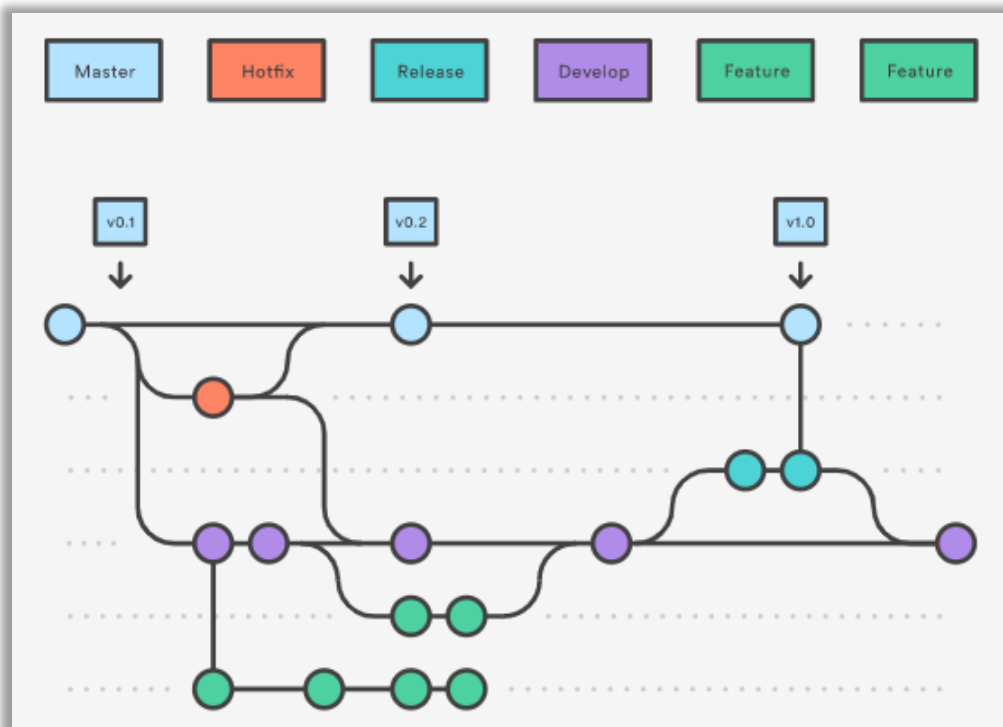 Master
Hotfix
Release
Develop
Feature
Feature
v0.1
v0.2
v1.0